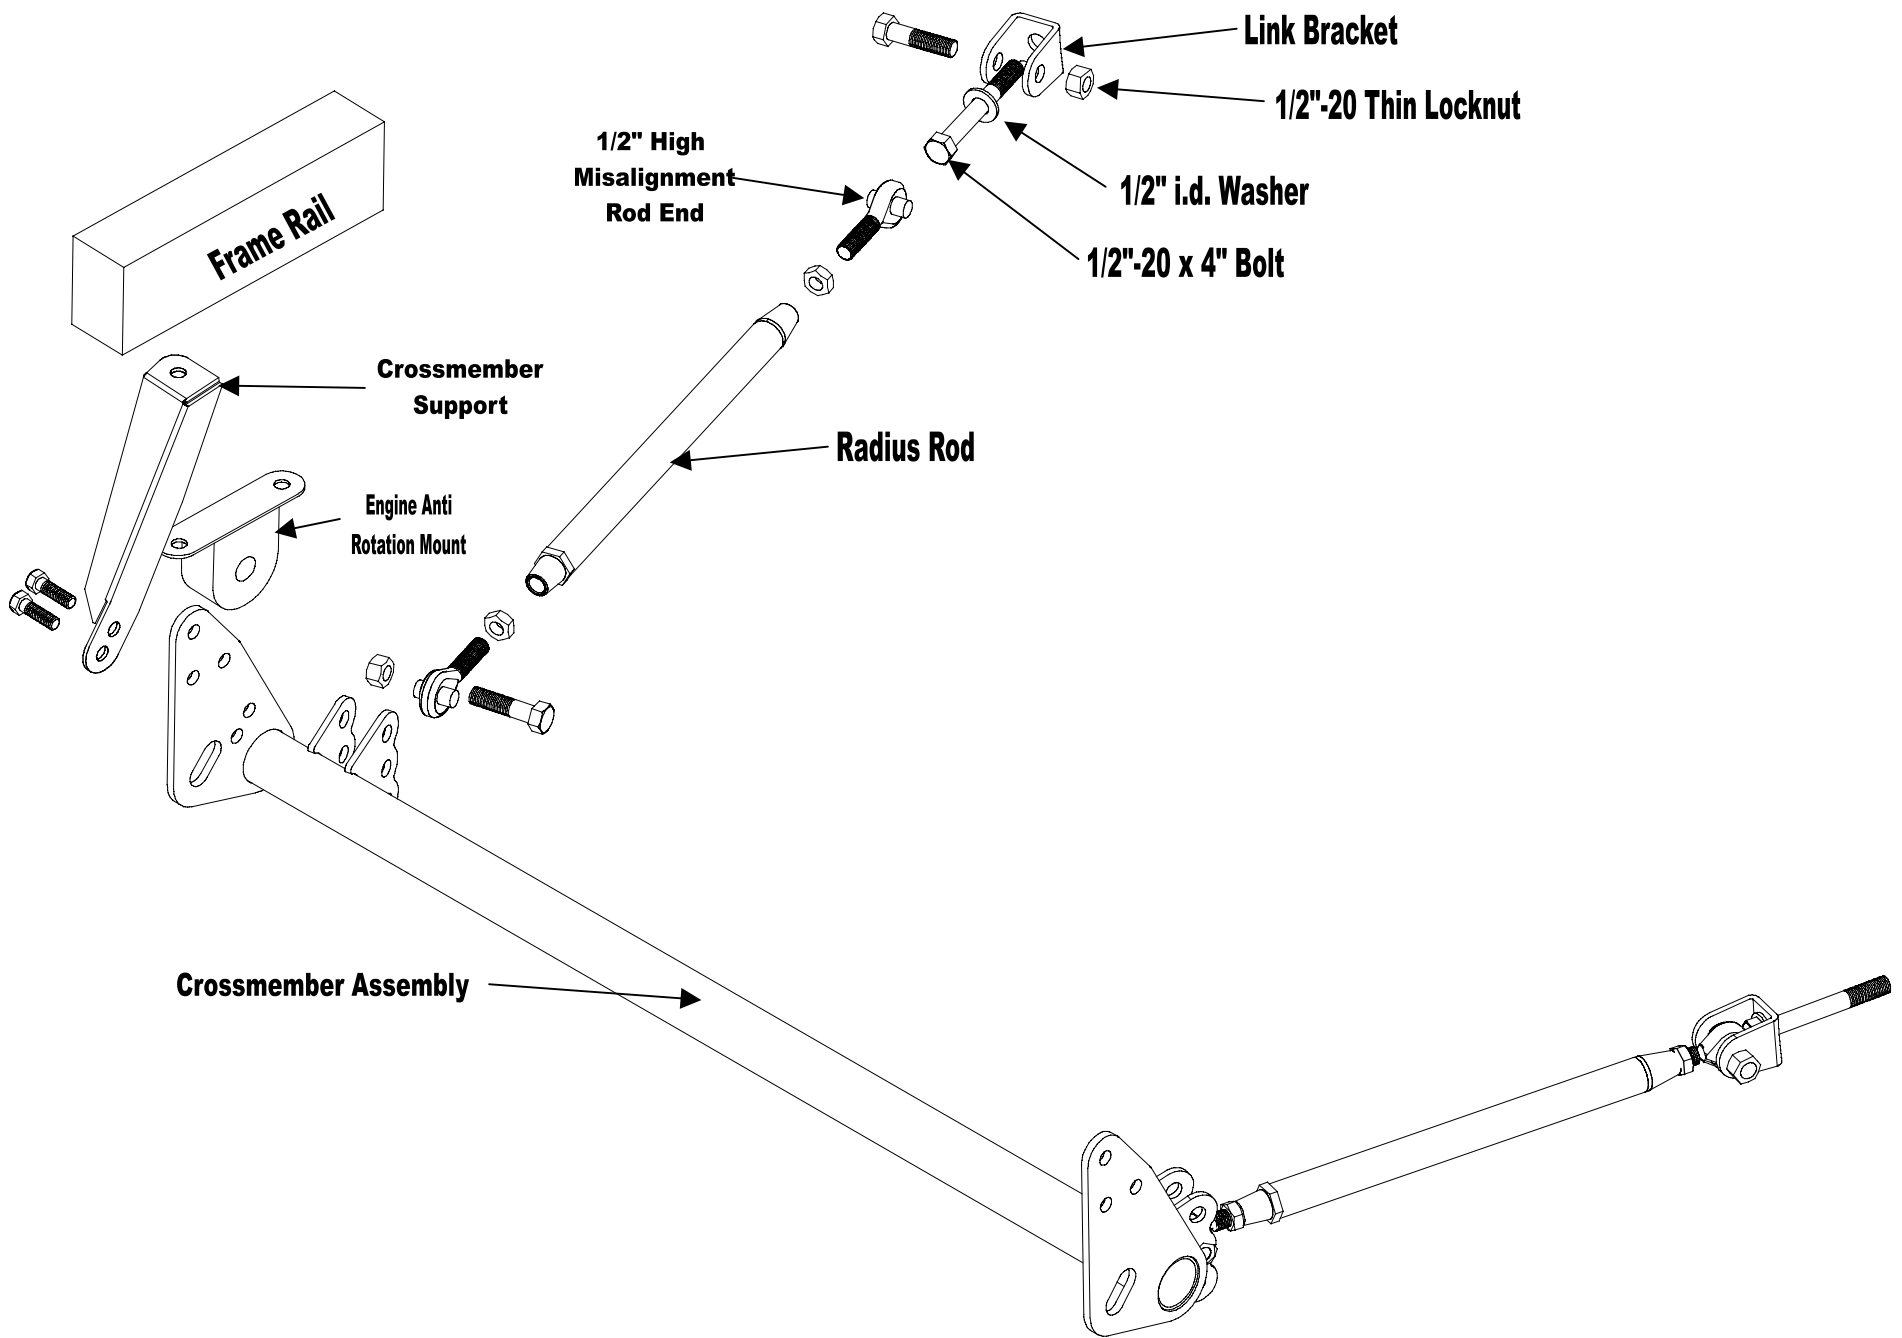 Link Bracket
1/2"-20 Thin Locknut
1/2" High
Misalignment
Rod End
1/2" i.d. Washer
Frame Rail
1/2"-20 x 4" Bolt
Crossmember
Support
Radius Rod
Engine Anti
Rotation Mount
Crossmember Assembly